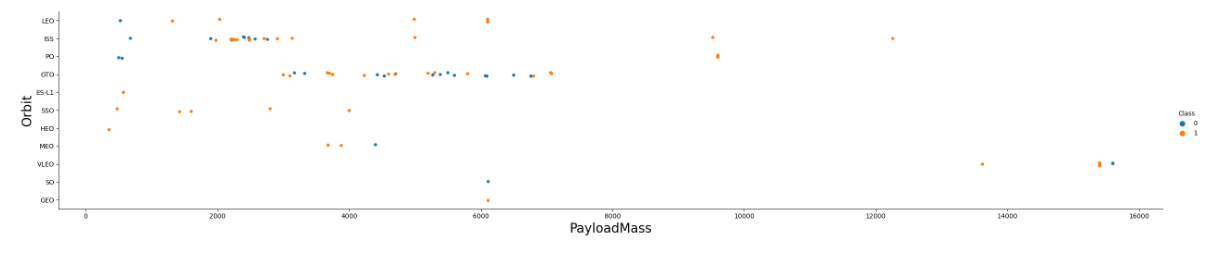 LEO
ISS
PO
GTO
ES-L1
SSO
HEO
MEO
VLEO
SO
GEO
Orbit
0 2000 4000 6000 8000 10000 12000 14000 16000
PayloadMass
Class
0
1